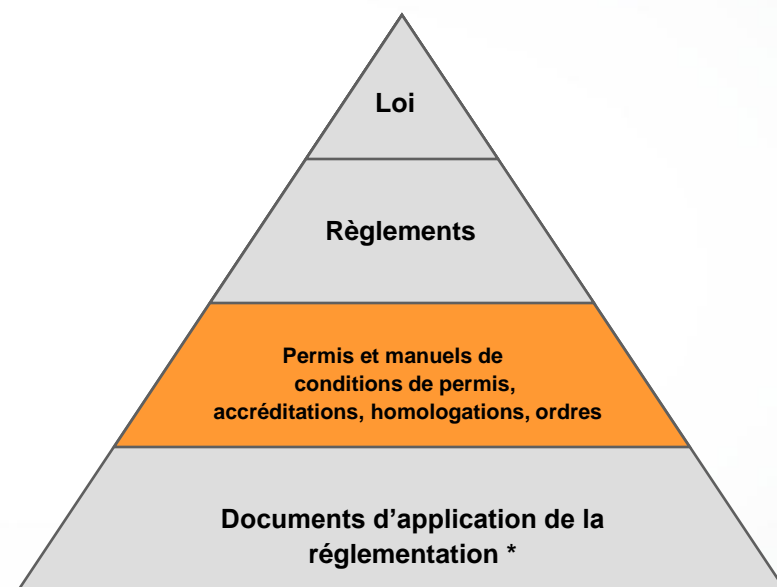 Loi
Règlements
Permis et manuels de
conditions de permis,
accréditations, homologations, ordres
Documents d’application de la
réglementation *